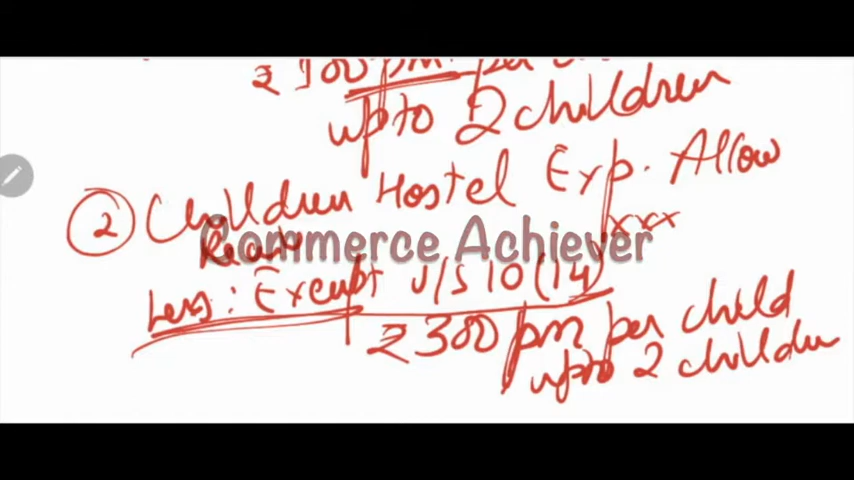 ₹ 100 pm per
upto 2 children
② Children Hostel Exp. Allow
xxx
Commerce Achiever
Less: Exempt U/S 10 (14)
₹ 300 pm per child
upto 2 children